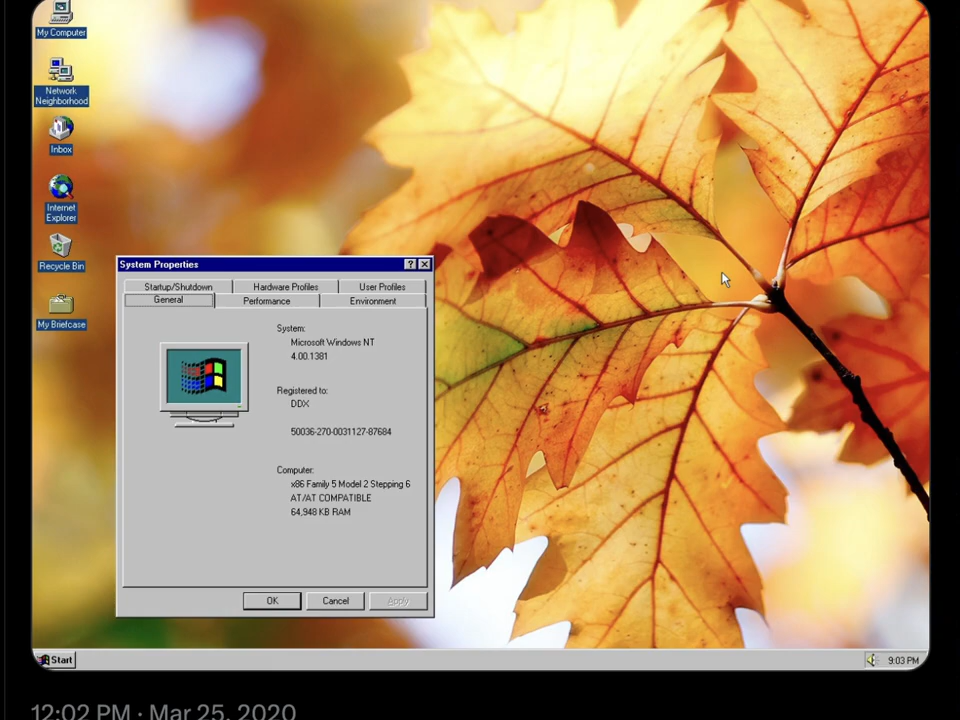 My Computer
Network
Neighborhood
Inbox
Internet
Explorer
Recycle Bin
My Briefcase
System Properties
Startup/Shutdown
Hardware Profiles
User Profiles
General
Performance
Environment
System:
Microsoft Windows NT
4.00.1381
Registered to:
DDX
50036-270-0031127-87684
Computer:
x86 Family 5 Model 2 Stepping 6
AT/AT COMPATIBLE
64,948 KB RAM
OK
Cancel
Apply
Start
9:03 PM
12:02 PM · Mar 25, 2020